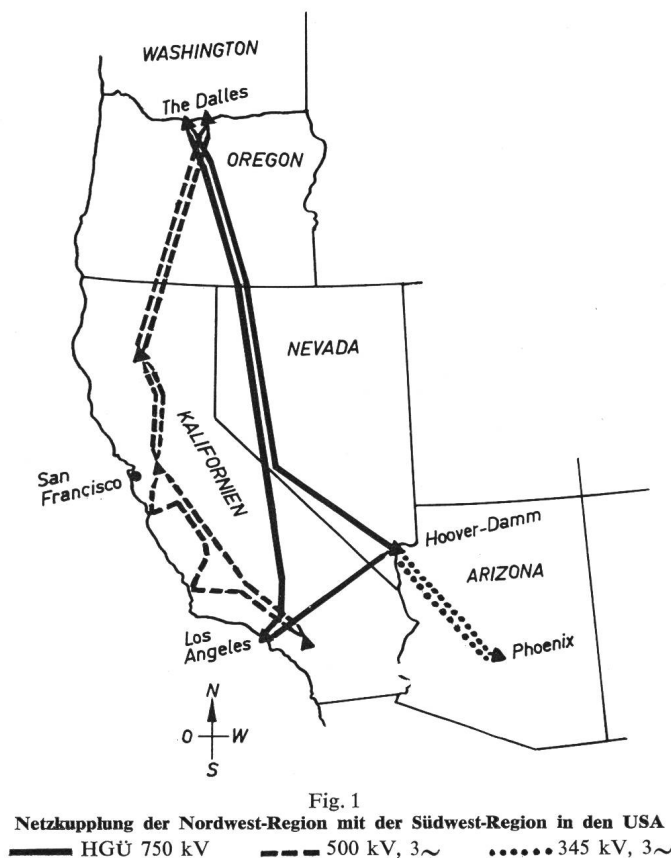 WASHINGTON
The Dalles
OREGON
NEVADA
KALIFORNIEN
San
Francisco
Hoover-Damm
ARIZONA
Los
Angeles
Phoenix
N
O
W
S
Fig. 1
Netzkupplung der Nordwest-Region mit der Südwest-Region in den USA
HGÜ 750 kV 500 kV, 3~ 345 kV, 3~